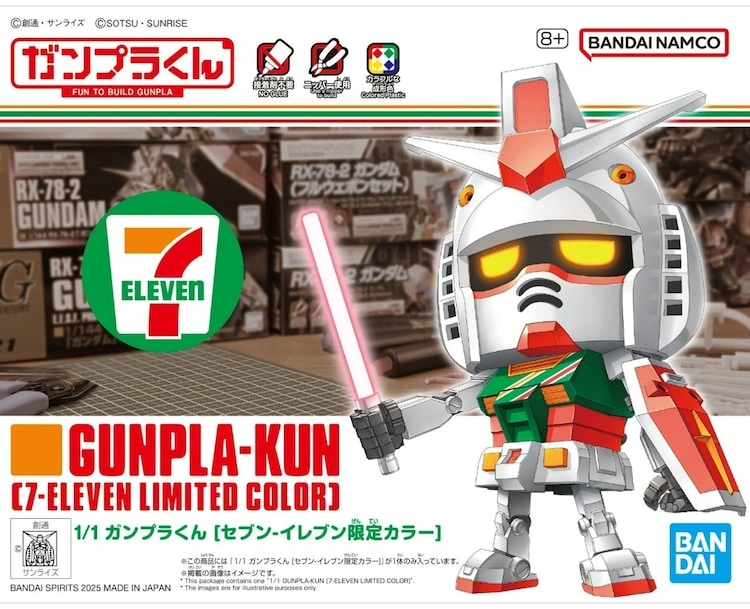 ©創通・サンライズ ©SOTSU・SUNRISE
8+
BANDAI NAMCO
ガンプラくん
FUN TO BUILD GUNPLA
接着剤不要
NO GLUE
ニッパー使用
カラフルな
成形色
Colored Plastic
RX-78-2
GUNDAM
RX-78-2 ガンダム
(フルウェポンセット)
7
ELEVEN
GUNPLA-KUN
[7-ELEVEN LIMITED COLOR]
1/1 ガンプラくん [セブン-イレブン限定カラー]
げんてい
創通
サンライズ
©
※この商品には「1/1 ガンプラくん [セブン-イレブン限定カラー]」が1体のみ入っています。
※掲載の画像はイメージです。
* This package contains one "1/1 GUNPLA-KUN [7-ELEVEN LIMITED COLOR]".
* The images are for illustrative purposes only.
BANDAI SPIRITS 2025 MADE IN JAPAN
BAN
DAI